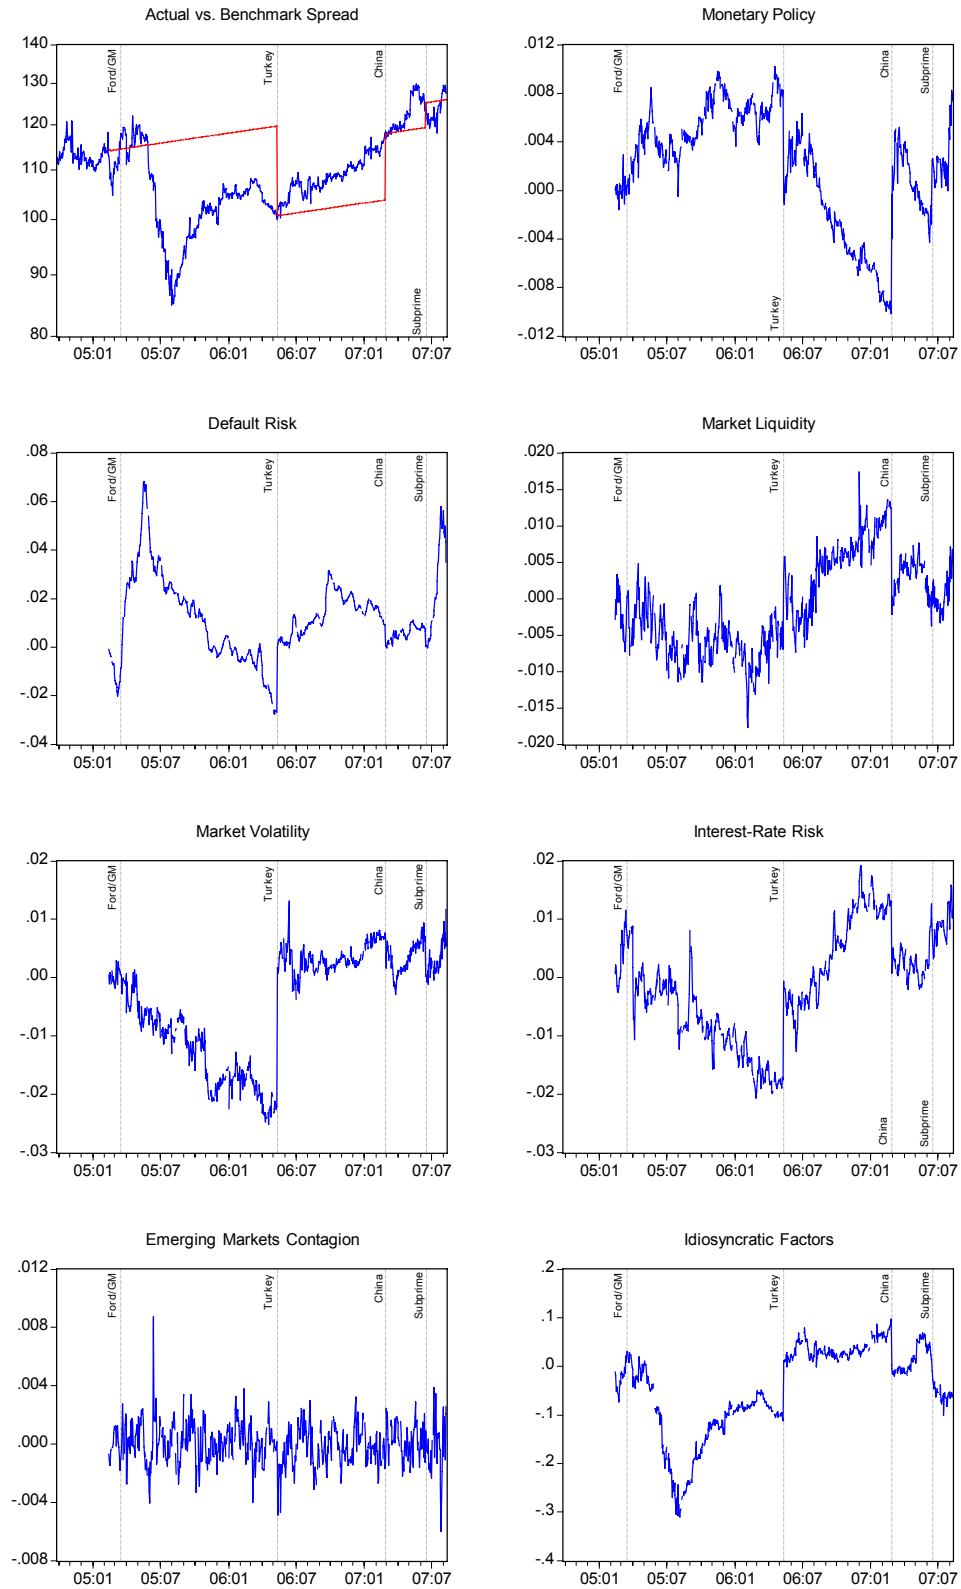 Actual vs. Benchmark Spread
140
130
120
110
100
90
80
Ford/GM
Turkey
China
Subprime
05:01 05:07 06:01 06:07 07:01 07:07
Monetary Policy
.012
.008
.004
.000
-.004
-.008
-.012
Ford/GM
Turkey
China
Subprime
05:01 05:07 06:01 06:07 07:01 07:07
Default Risk
.08
.06
.04
.02
.00
-.02
-.04
Ford/GM
Turkey
China
Subprime
05:01 05:07 06:01 06:07 07:01 07:07
Market Liquidity
.020
.015
.010
.005
.000
-.005
-.010
-.015
-.020
Ford/GM
Turkey
China
Subprime
05:01 05:07 06:01 06:07 07:01 07:07
Market Volatility
.02
.01
.00
-.01
-.02
-.03
Ford/GM
Turkey
China
Subprime
05:01 05:07 06:01 06:07 07:01 07:07
Interest-Rate Risk
.02
.01
.00
-.01
-.02
-.03
Ford/GM
Turkey
China
Subprime
05:01 05:07 06:01 06:07 07:01 07:07
Emerging Markets Contagion
.012
.008
.004
.000
-.004
-.008
Ford/GM
Turkey
China
Subprime
05:01 05:07 06:01 06:07 07:01 07:07
Idiosyncratic Factors
.2
.1
.0
-.1
-.2
-.3
-.4
Ford/GM
Turkey
China
Subprime
05:01 05:07 06:01 06:07 07:01 07:07